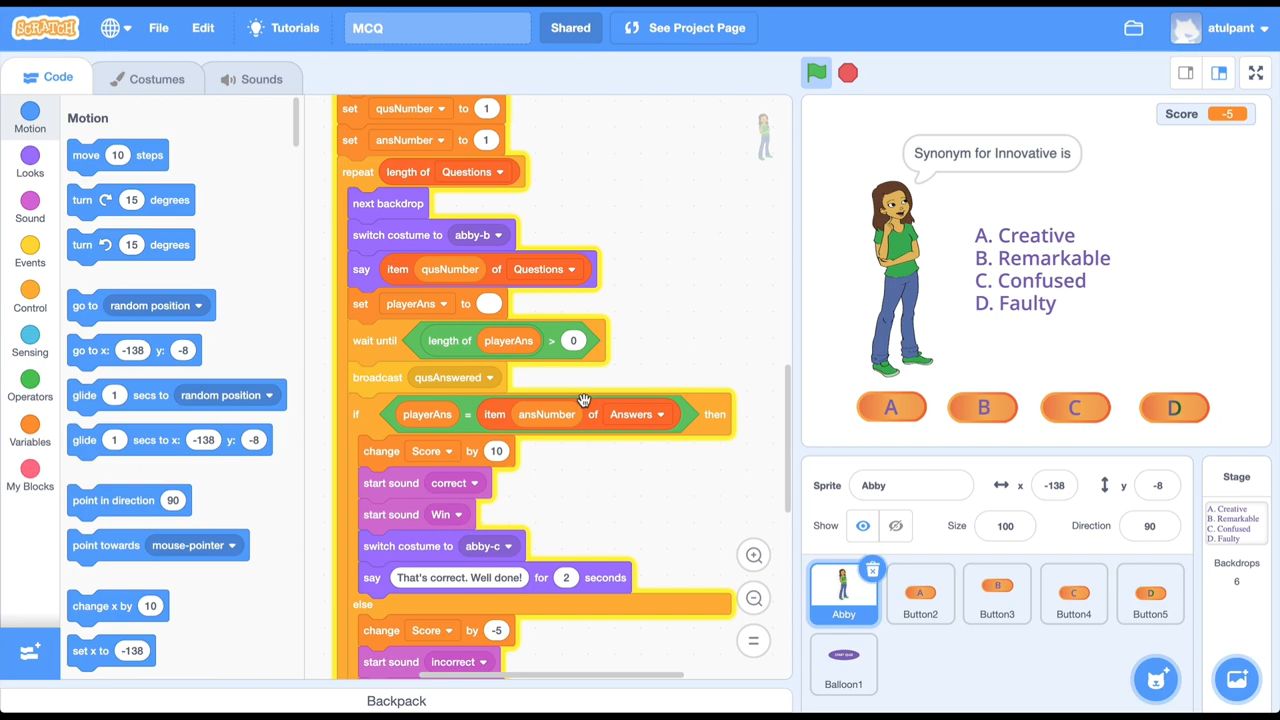 SCRATCH
File
Edit
Tutorials
MCQ
Shared
See Project Page
atulpant
Code
Costumes
Sounds
Motion
Looks
Sound
Events
Control
Sensing
Operators
Variables
My Blocks
Motion
move 10 steps
turn 15 degrees
turn 15 degrees
go to random position
go to x: -138 y: -8
glide 1 secs to random position
glide 1 secs to x: -138 y: -8
point in direction 90
point towards mouse-pointer
change x by 10
set x to -138
set qusNumber to 1
set ansNumber to 1
repeat length of Questions
next backdrop
switch costume to abby-b
say item qusNumber of Questions
set playerAns to
wait until length of playerAns > 0
broadcast qusAnswered
if playerAns = item ansNumber of Answers then
change Score by 10
start sound correct
start sound Win
switch costume to abby-c
say That's correct. Well done! for 2 seconds
else
change Score by -5
start sound incorrect
Backpack
Score -5
Synonym for Innovative is
A. Creative
B. Remarkable
C. Confused
D. Faulty
A B C D
Sprite Abby x -138 y -8
Show Size 100 Direction 90
Abby
A
Button2
B
Button3
C
Button4
D
Button5
START QUIZ
Balloon1
Stage
A. Creative
B. Remarkable
C. Confused
D. Faulty
Backdrops
6